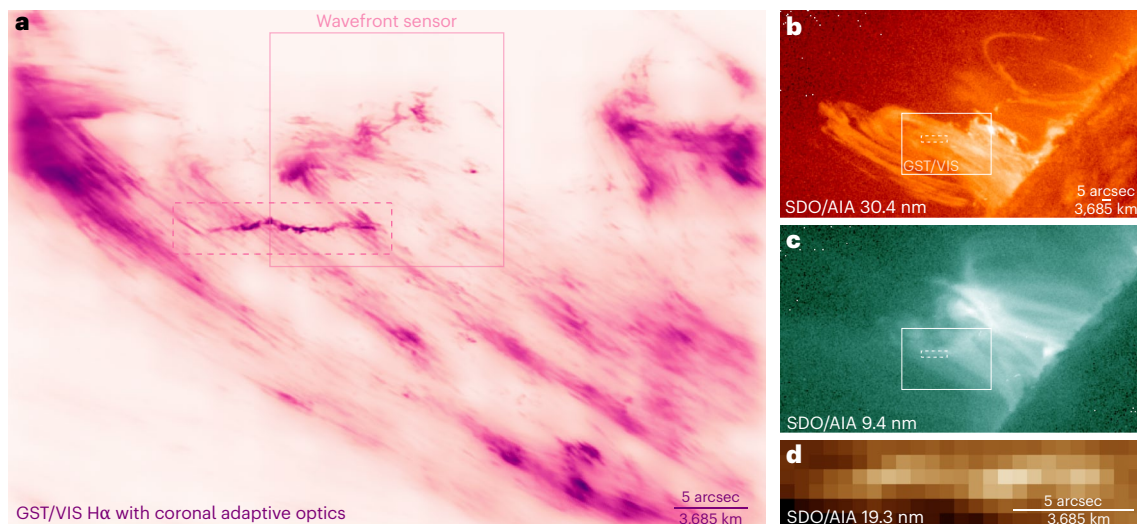 a
Wavefront sensor
5 arcsec
3,685 km
GST/VIS Hα with coronal adaptive optics
b
GST/VIS
5 arcsec
3,685 km
SDO/AIA 30.4 nm
c
SDO/AIA 9.4 nm
d
5 arcsec
3,685 km
SDO/AIA 19.3 nm